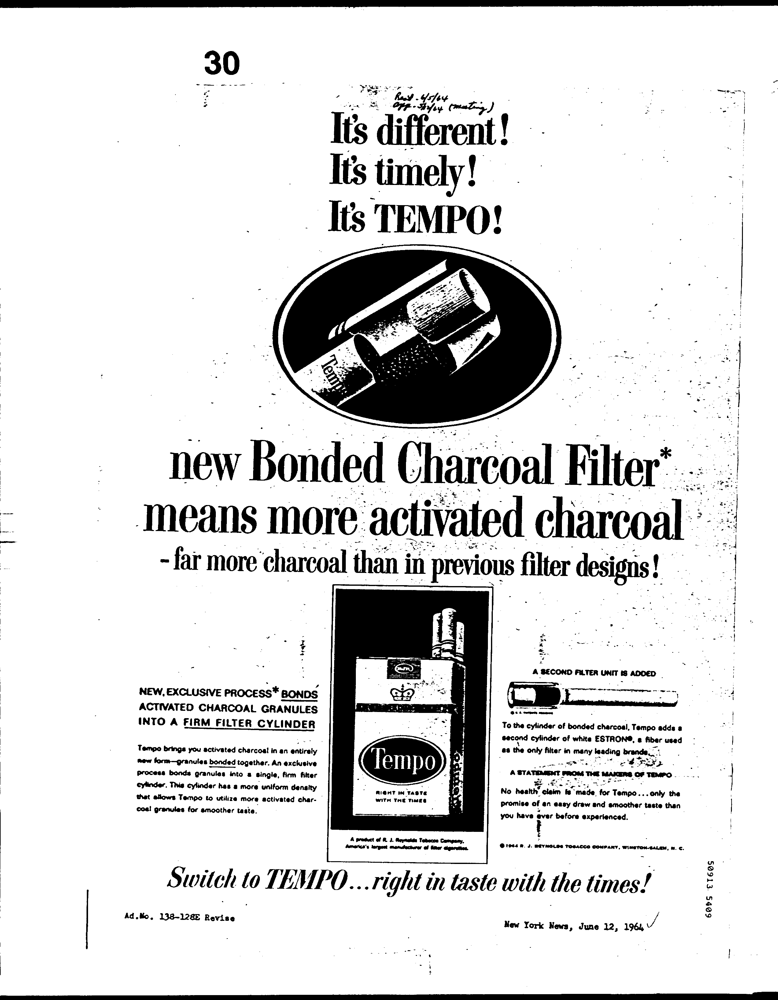 30
Rec'd. 6/5/64
App. (meeting)
It's different!
It's timely!
It's TEMPO!
Temp
new Bonded Charcoal Filter*
means more activated charcoal
- far more charcoal than in previous filter designs!
NEW, EXCLUSIVE PROCESS* BONDS
ACTIVATED CHARCOAL GRANULES
INTO A FIRM FILTER CYLINDER
Tempo brings you activated charcoal in an entirely
new form—granules bonded together. An exclusive
process bonds granules into a single, firm filter
cylinder. This cylinder has a more uniform density
that allows Tempo to utilize more activated char-
coal granules for smoother taste.
Tempo
RIGHT IN TASTE
WITH THE TIMES
A product of R. J. Reynolds Tobacco Company,
America's largest manufacturer of filter cigarettes.
A SECOND FILTER UNIT IS ADDED
To the cylinder of bonded charcoal, Tempo adds a
second cylinder of white ESTRON®, a fiber used
as the only filter in many leading brands.
A STATEMENT FROM THE MAKERS OF TEMPO
No health claim is made for Tempo...only the
promise of an easy draw and smoother taste than
you have ever before experienced.
© 1964 R. J. REYNOLDS TOBACCO COMPANY, WINSTON-SALEM, N. C.
Switch to TEMPO...right in taste with the times!
Ad.No. 138-128E Revise
New York News, June 12, 1964
50913 5409